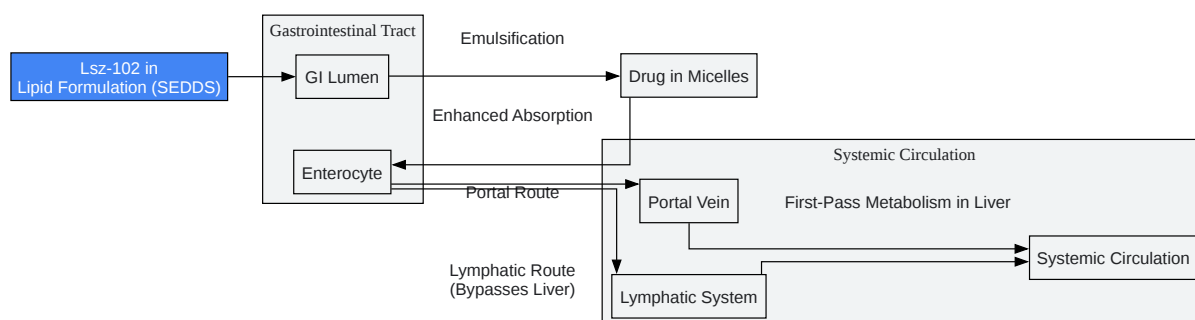 Gastrointestinal Tract
Emulsification
Lsz-102 in
Lipid Formulation (SEDDS)
GI Lumen
Drug in Micelles
Enhanced Absorption
Systemic Circulation
Enterocyte
Portal Route
Portal Vein
First-Pass Metabolism in Liver
Systemic Circulation
Lymphatic Route
(Bypasses Liver)
Lymphatic System